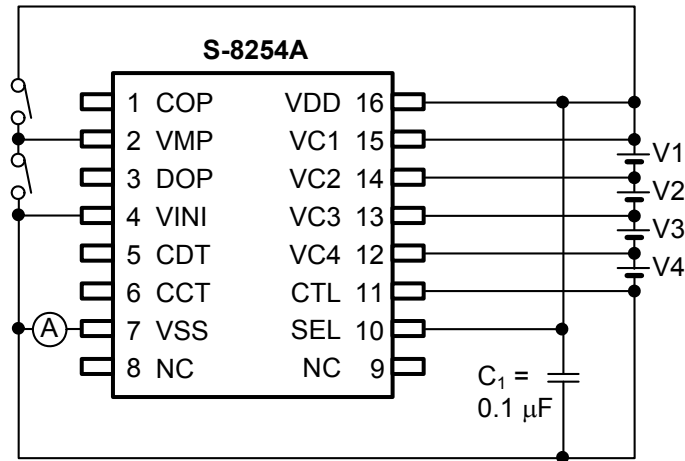 S-8254A
1 COP VDD 16
2 VMP VC1 15
3 DOP VC2 14
4 VINI VC3 13
5 CDT VC4 12
6 CCT CTL 11
7 VSS SEL 10
8 NC NC 9
V1
V2
V3
V4
A
C1 =
0.1 μF